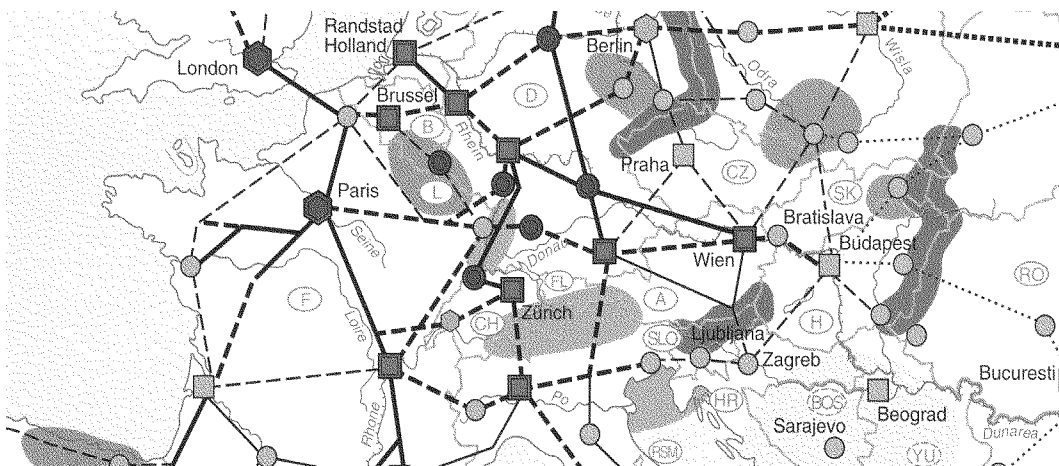 Randstad
Holland
London
Brussel
Berlin
Odra
Wisla
D
B
Rhein
Praha
CZ
L
Paris
SK
Bratislava
Seine
Donau
Wien
Budapest
RO
F
FL
A
Zürich
CH
H
Loire
SLO
Ljubljana
Zagreb
Bucuresti
Po
HR
BOS
Beograd
Rhone
Sarajevo
Dunarea
RSM
YU